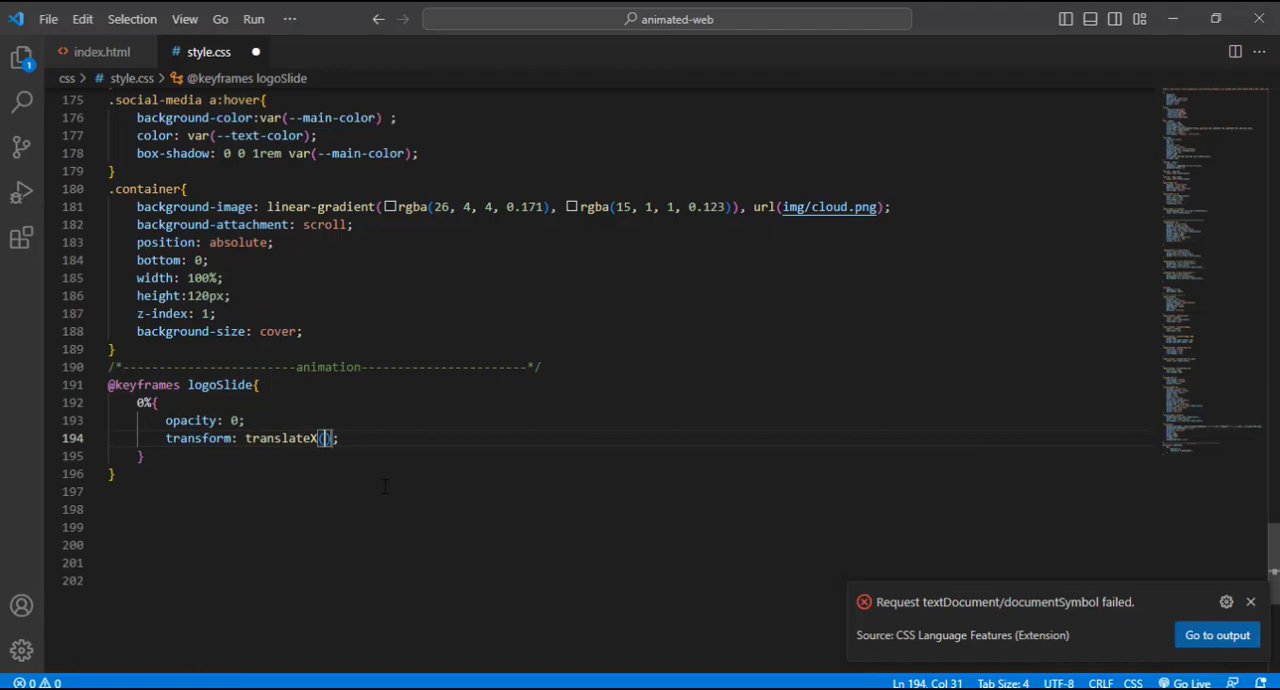 File Edit Selection View Go Run ··· animated-web
index.html style.css
css > style.css > @keyframes logoSlide
175 .social-media a:hover{
176 background-color:var(--main-color) ;
177 color: var(--text-color);
178 box-shadow: 0 0 1rem var(--main-color);
179 }
180 .container{
181 background-image: linear-gradient(rgba(26, 4, 4, 0.171), rgba(15, 1, 1, 0.123)), url(img/cloud.png);
182 background-attachment: scroll;
183 position: absolute;
184 bottom: 0;
185 width: 100%;
186 height:120px;
187 z-index: 1;
188 background-size: cover;
189 }
190 /*------------------------animation-----------------------*/
191 @keyframes logoSlide{
192 0%{
193 opacity: 0;
194 transform: translateX();
195 }
196 }
197
198
199
200
201
202
1
Request textDocument/documentSymbol failed.
Source: CSS Language Features (Extension) Go to output
0 0 Ln 194, Col 31 Tab Size: 4 UTF-8 CRLF CSS Go Live